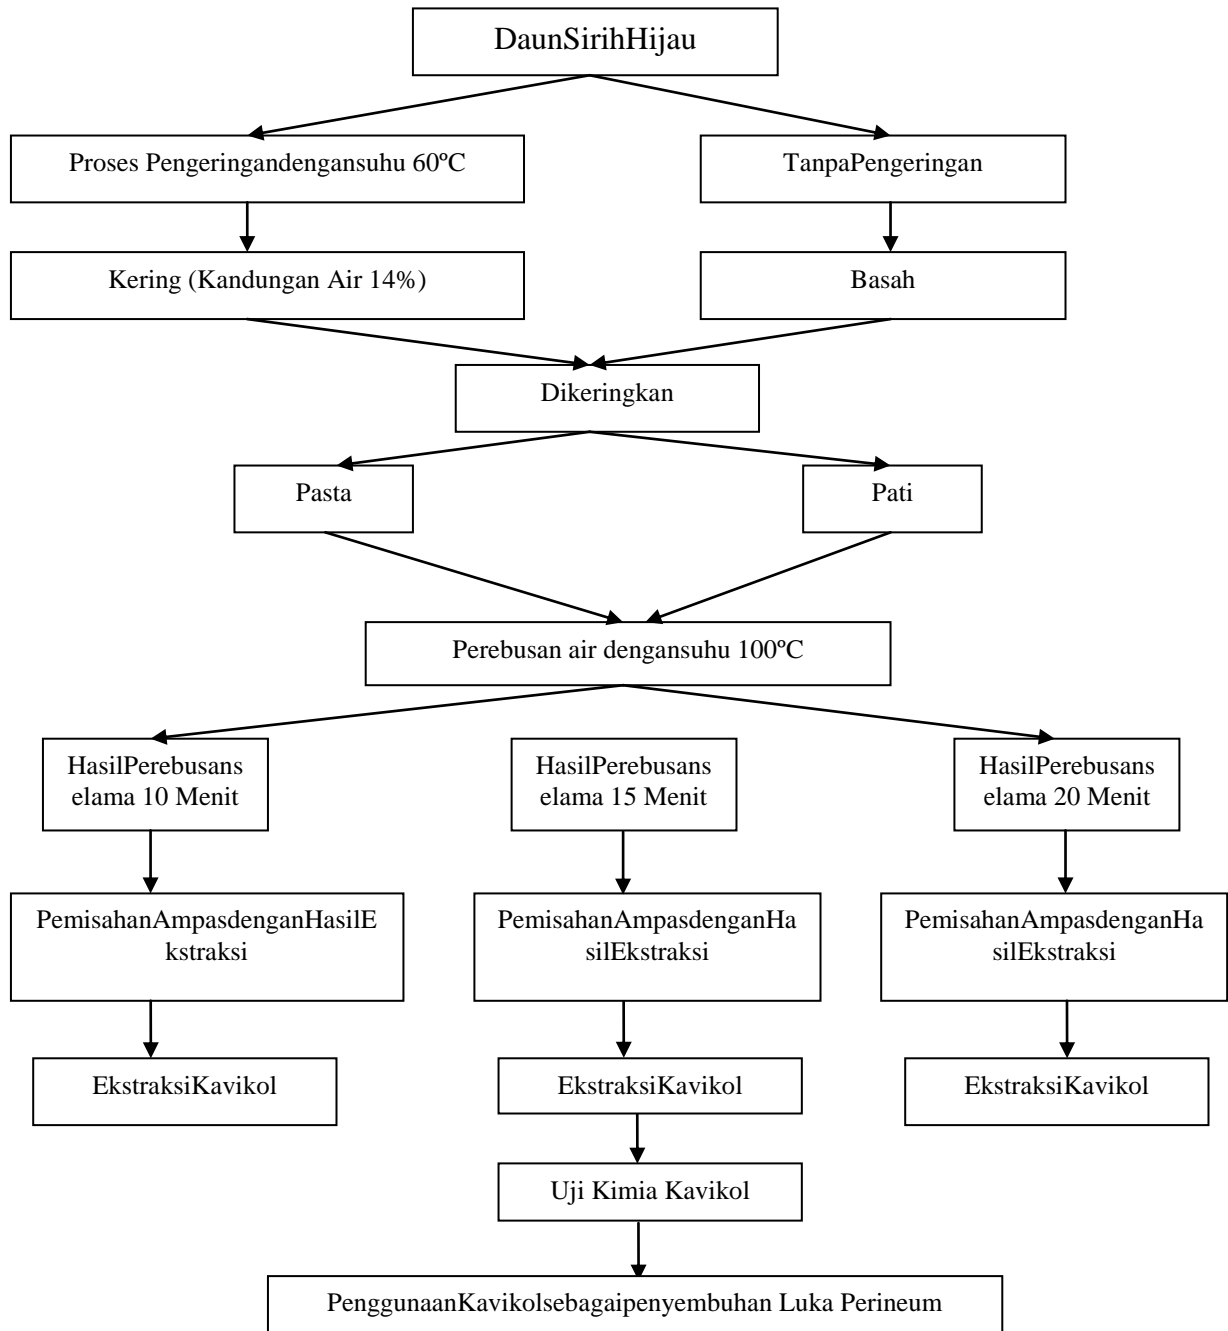 DaunSirihHijau
Proses Pengeringandengansuhu 60ºC
TanpaPengeringan
Kering (Kandungan Air 14%)
Basah
Dikeringkan
Pasta
Pati
Perebusan air dengansuhu 100ºC
HasilPerebusans
elama 10 Menit
HasilPerebusans
elama 15 Menit
HasilPerebusans
elama 20 Menit
PemisahanAmpasdenganHasilE
kstraksi
PemisahanAmpasdenganHa
silEkstraksi
PemisahanAmpasdenganHa
silEkstraksi
EkstraksiKavikol
EkstraksiKavikol
EkstraksiKavikol
Uji Kimia Kavikol
PenggunaanKavikolsebagaipenyembuhan Luka Perineum